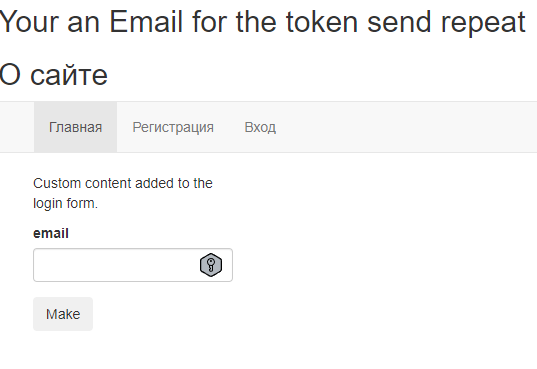 Your an Email for the token send repeat
О сайте
Главная Регистрация Вход
Custom content added to the
login form.
email
Make